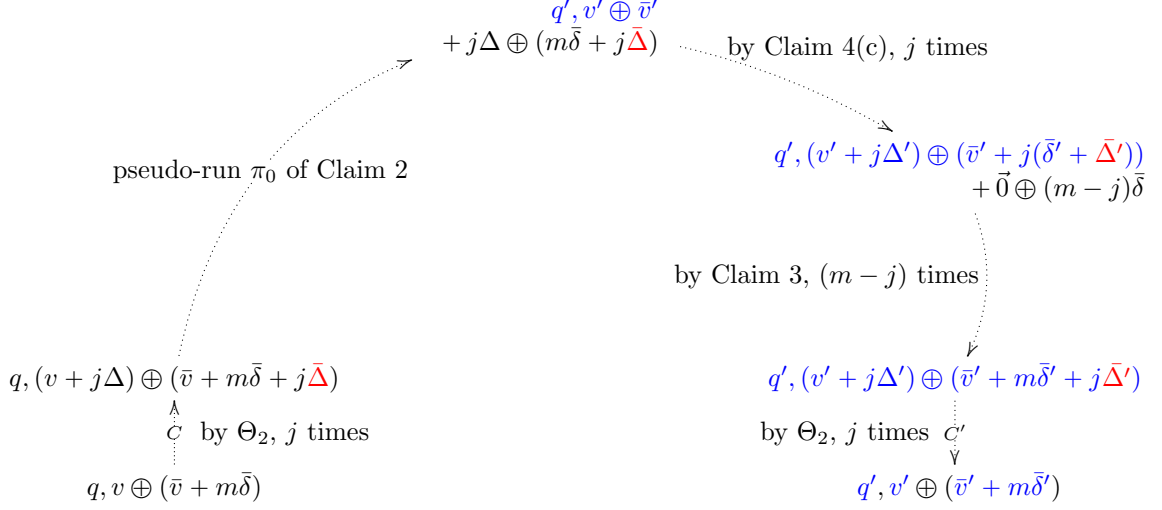 q′, v′ ⊕ v̄′
+ jΔ ⊕ (mδ̄ + jΔ̄)
by Claim 4(c), j times
q′, (v′ + jΔ′) ⊕ (v̄′ + j(δ̄′ + Δ̄′))
+ 0⃗ ⊕ (m − j)δ̄
pseudo-run π₀ of Claim 2
by Claim 3, (m − j) times
q, (v + jΔ) ⊕ (v̄ + mδ̄ + jΔ̄)
q′, (v′ + jΔ′) ⊕ (v̄′ + mδ̄′ + jΔ̄′)
C by Θ₂, j times
by Θ₂, j times C′
q, v ⊕ (v̄ + mδ̄)
q′, v′ ⊕ (v̄′ + mδ̄′)